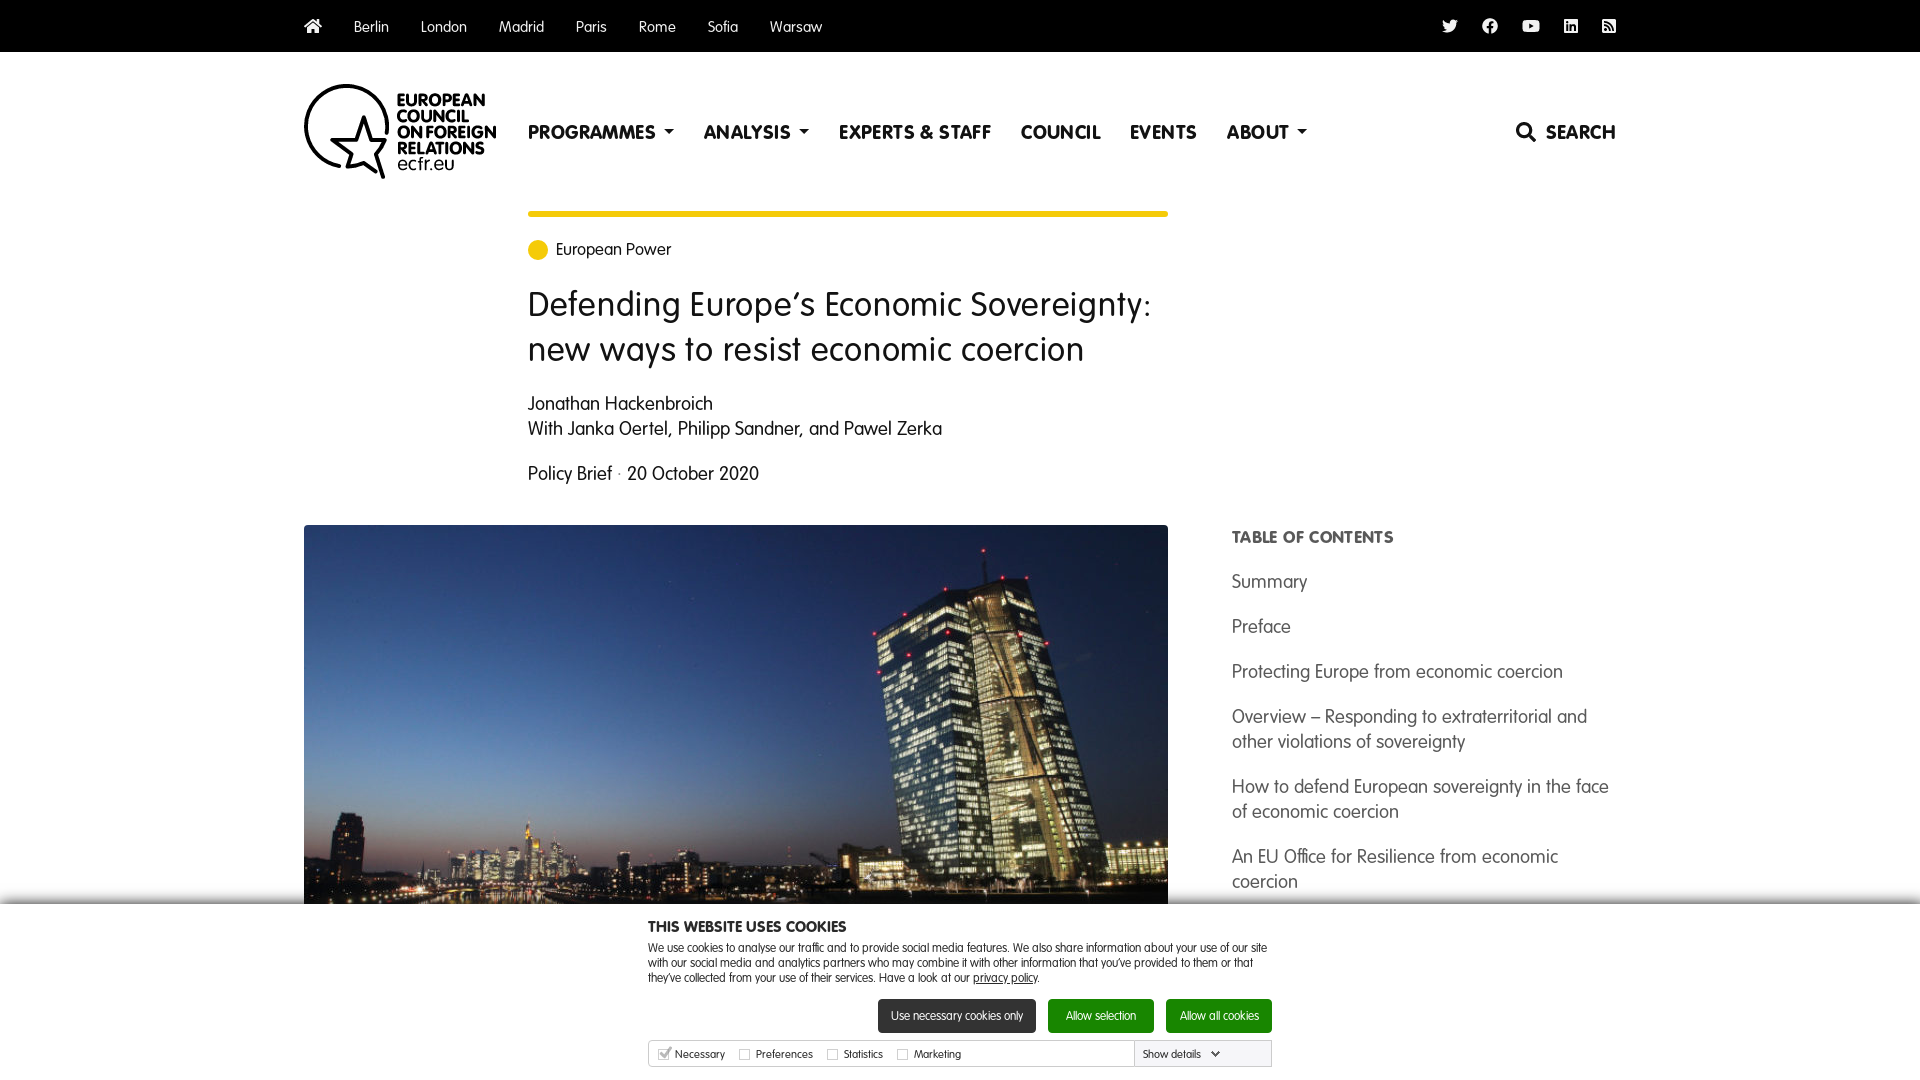 Berlin London Madrid Paris Rome Sofia Warsaw
EUROPEAN
COUNCIL
ON FOREIGN
RELATIONS
ecfr.eu
PROGRAMMES ANALYSIS EXPERTS & STAFF COUNCIL EVENTS ABOUT SEARCH
European Power
Defending Europe’s Economic Sovereignty:
new ways to resist economic coercion
Jonathan Hackenbroich
With Janka Oertel, Philipp Sandner, and Pawel Zerka
Policy Brief · 20 October 2020
TABLE OF CONTENTS
Summary
Preface
Protecting Europe from economic coercion
Overview – Responding to extraterritorial and
other violations of sovereignty
How to defend European sovereignty in the face
of economic coercion
An EU Office for Resilience from economic
coercion
THIS WEBSITE USES COOKIES
We use cookies to analyse our traffic and to provide social media features. We also share information about your use of our site
with our social media and analytics partners who may combine it with other information that you’ve provided to them or that
they’ve collected from your use of their services. Have a look at our privacy policy.
Use necessary cookies only Allow selection Allow all cookies
Necessary Preferences Statistics Marketing Show details